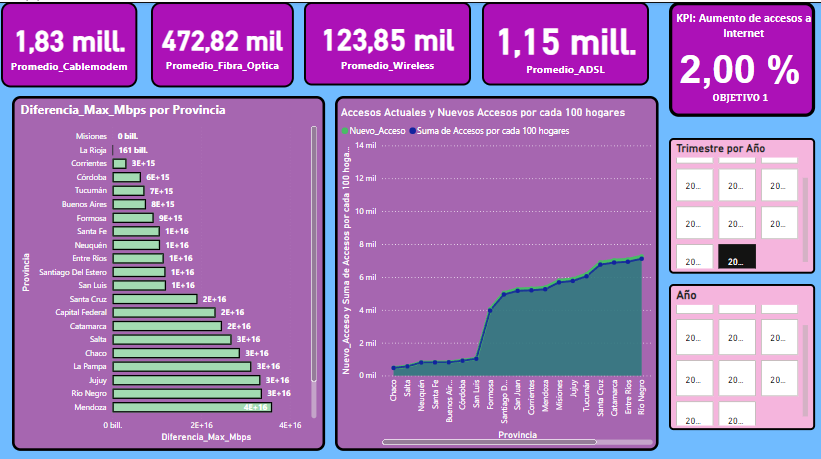 1,83 mill.
Promedio_Cablemodem
472,82 mil
Promedio_Fibra_Optica
123,85 mil
Promedio_Wireless
1,15 mill.
Promedio_ADSL
KPI: Aumento de accesos a
Internet
2,00 %
OBJETIVO 1
Diferencia_Max_Mbps por Provincia
Provincia
Misiones 0 bill.
La Rioja 161 bill.
Corrientes 3E+15
Córdoba 6E+15
Tucumán 7E+15
Buenos Aires 8E+15
Formosa 9E+15
Santa Fe 1E+16
Neuquén 1E+16
Entre Ríos 1E+16
Santiago Del Estero 1E+16
San Luis 1E+16
Santa Cruz 2E+16
Capital Federal 2E+16
Catamarca 2E+16
Salta 3E+16
Chaco 3E+16
La Pampa 3E+16
Jujuy 3E+16
Río Negro 3E+16
Mendoza 4E+16
0 bill. 2E+16 4E+16
Diferencia_Max_Mbps
Accesos Actuales y Nuevos Accesos por cada 100 hogares
Nuevo_Acceso Suma de Accesos por cada 100 hogares
Nuevo_Acceso y Suma de Accesos por cada 100 hoga...
14 mil
12 mil
10 mil
8 mil
6 mil
4 mil
2 mil
0 mil
Chaco
Salta
Neuquén
Santa Fe
Buenos Air...
Córdoba
San Luis
Formosa
Santiago D...
San Juan
Corrientes
Mendoza
Misiones
Jujuy
Tucumán
Santa Cruz
Catamarca
Entre Ríos
Río Negro
Provincia
Trimestre por Año
20... 20... 20...
20... 20... 20...
20... 20...
Año
20... 20... 20...
20... 20... 20...
20... 20...